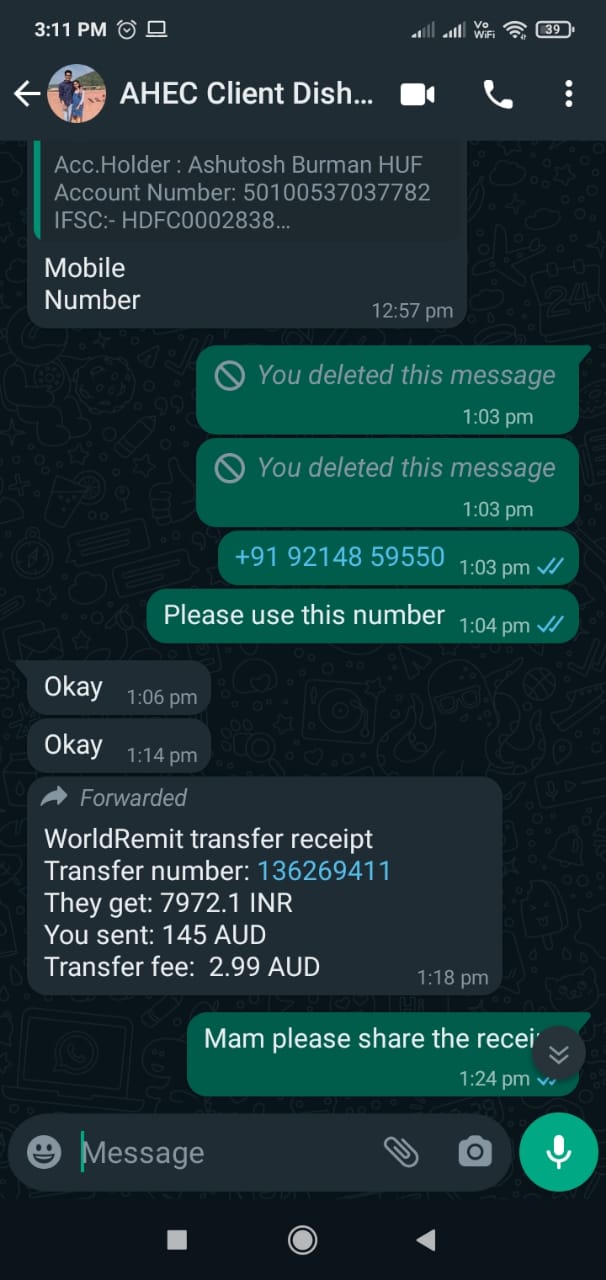 3:11 PM
Vo WiFi
39
AHEC Client Dish...
Acc.Holder : Ashutosh Burman HUF
Account Number: 50100537037782
IFSC:- HDFC0002838...
Mobile
Number
12:57 pm
You deleted this message
1:03 pm
You deleted this message
1:03 pm
+91 92148 59550 1:03 pm
Please use this number 1:04 pm
Okay 1:06 pm
Okay 1:14 pm
Forwarded
WorldRemit transfer receipt
Transfer number: 136269411
They get: 7972.1 INR
You sent: 145 AUD
Transfer fee: 2.99 AUD
1:18 pm
Mam please share the
1:24 pm
Message